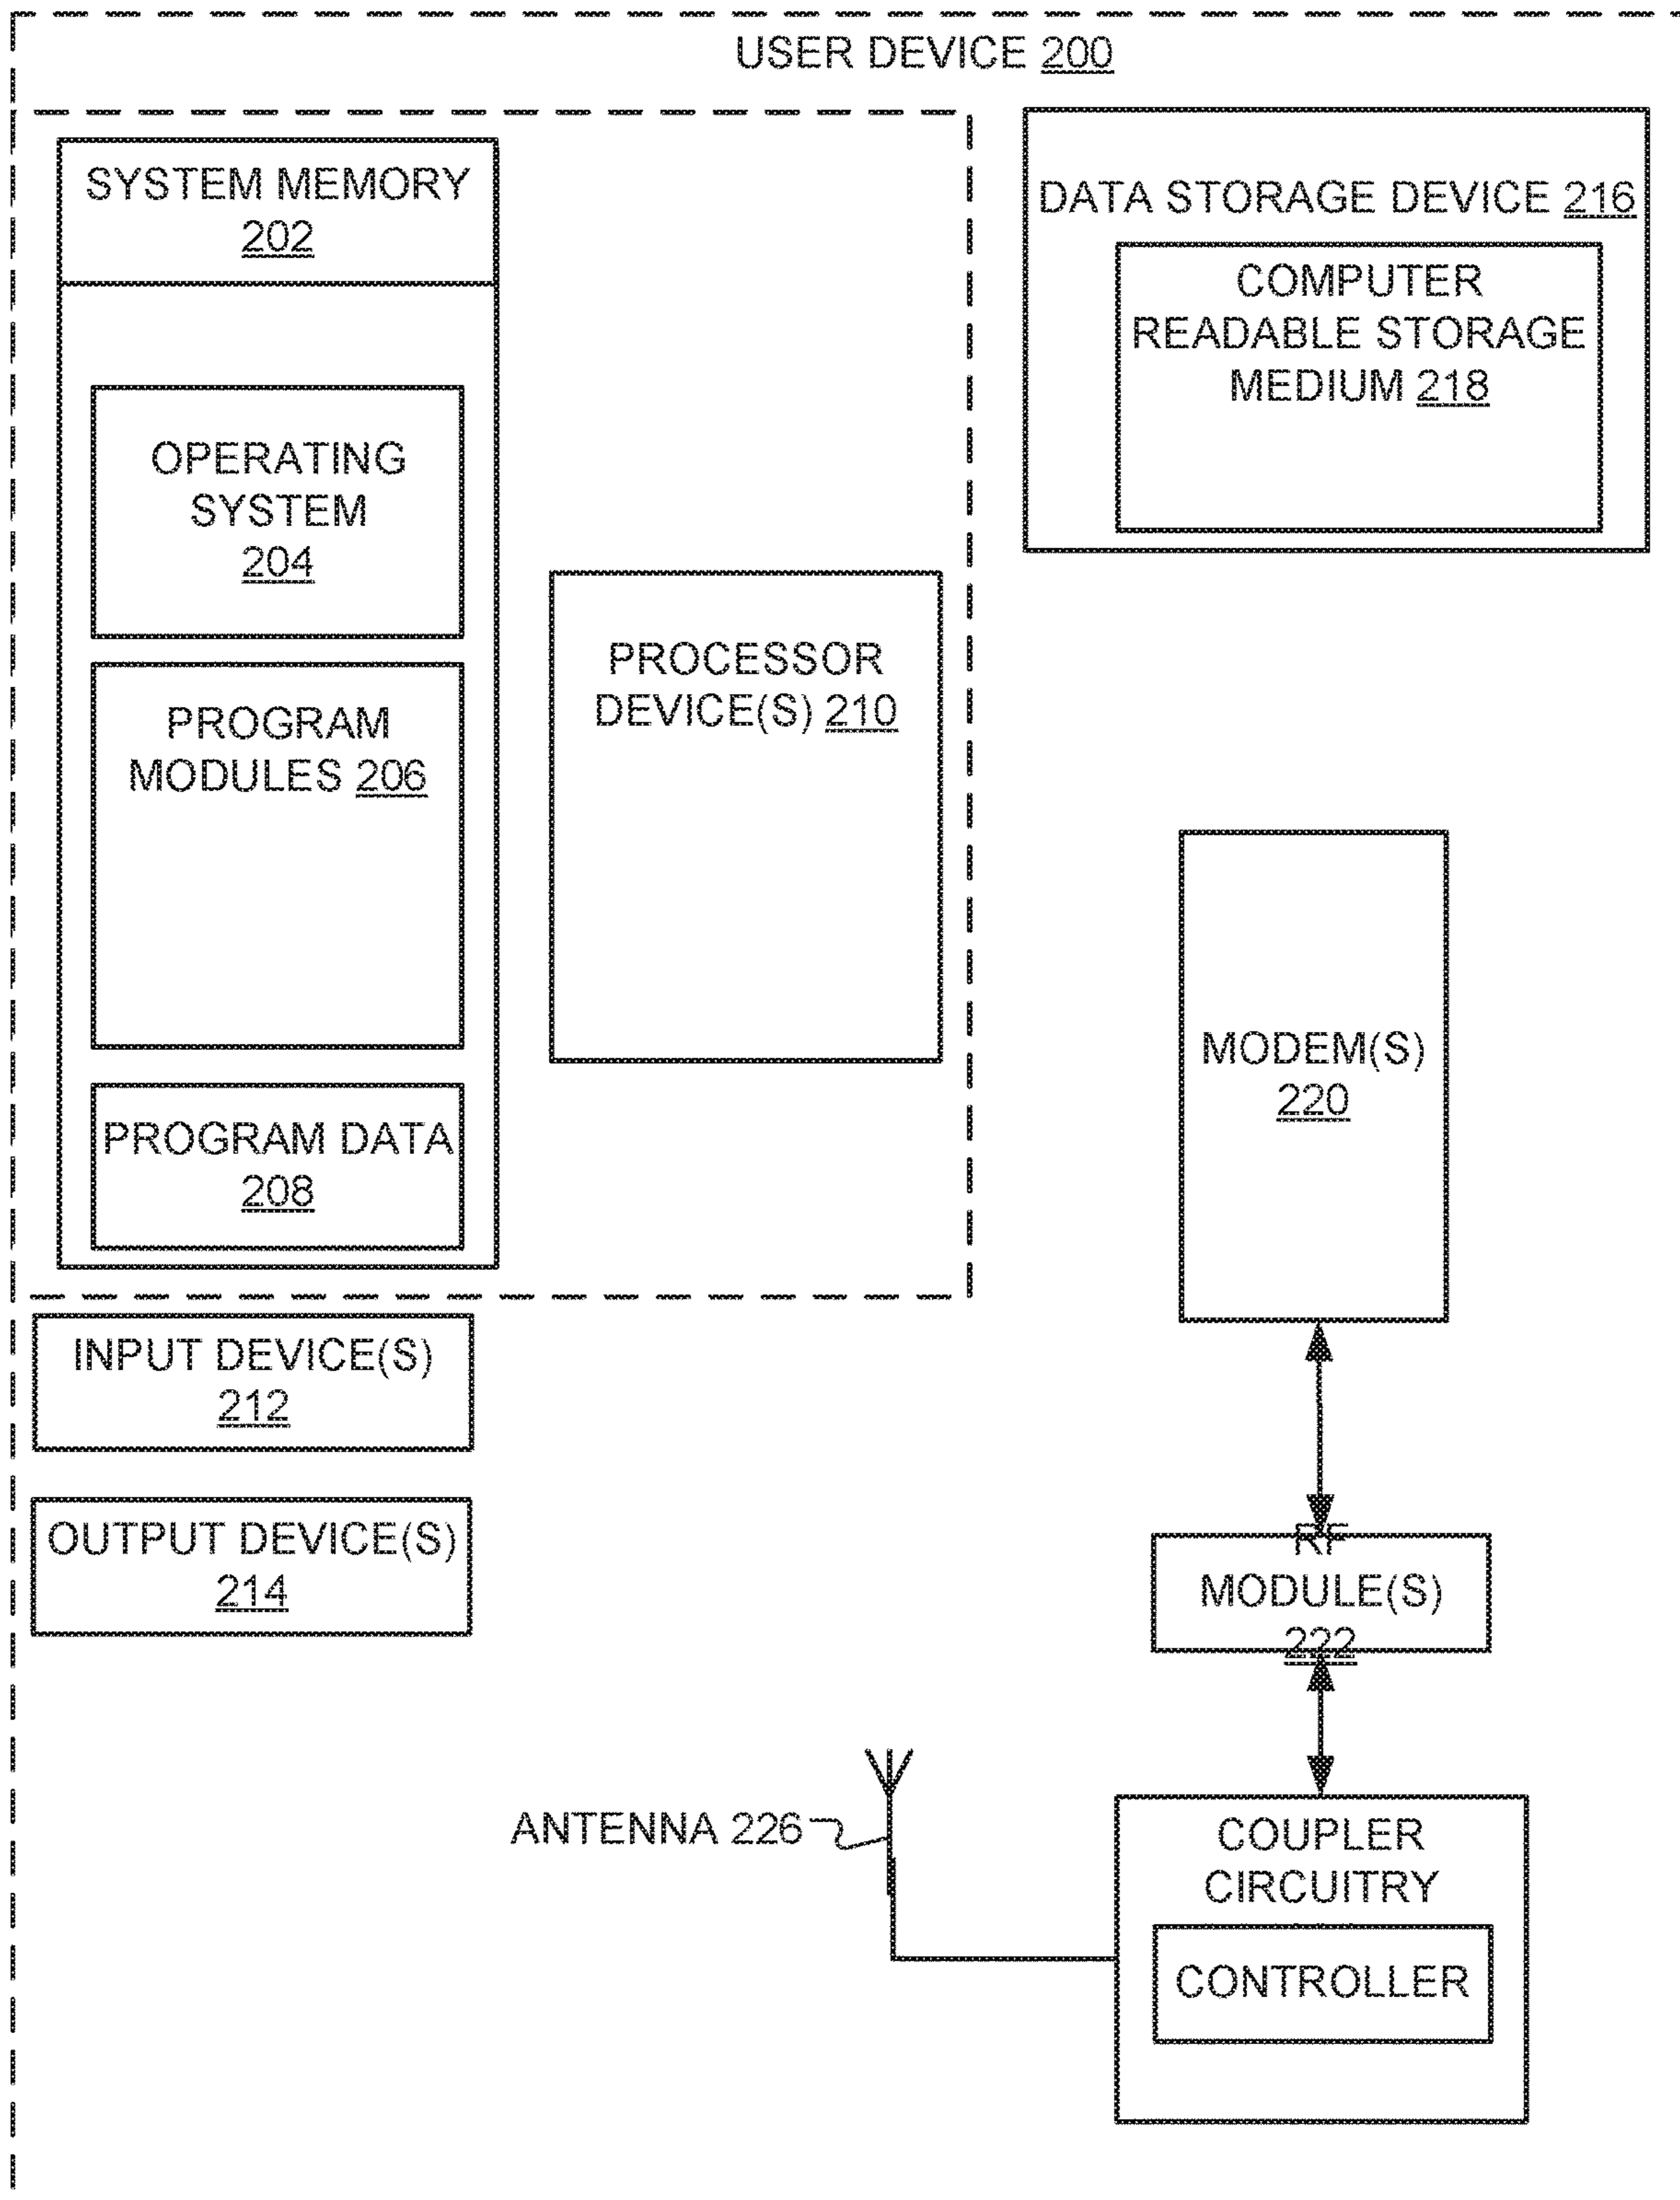 USER DEVICE 200
SYSTEM MEMORY
202
OPERATING
SYSTEM
204
PROGRAM
MODULES 206
PROGRAM DATA
208
PROCESSOR
DEVICE(S) 210
DATA STORAGE DEVICE 216
COMPUTER
READABLE STORAGE
MEDIUM 218
INPUT DEVICE(S)
212
OUTPUT DEVICE(S)
214
MODEM(S)
220
RF
MODULE(S)
222
ANTENNA 226
COUPLER
CIRCUITRY
CONTROLLER